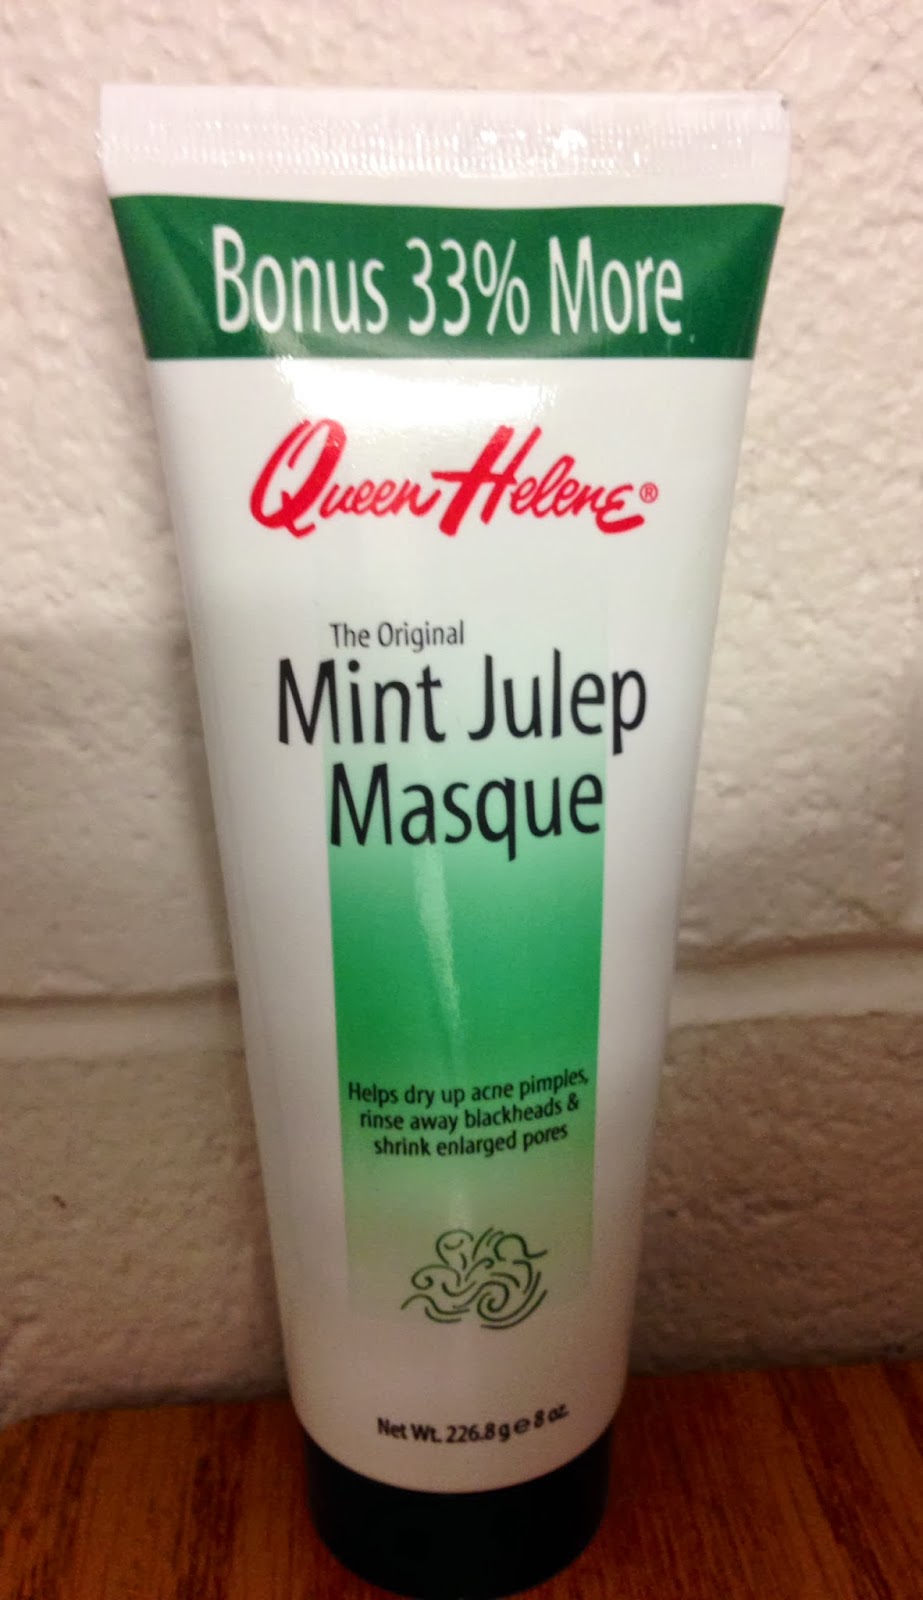 Bonus 33% More
Queen Helene®
The Original
Mint Julep
Masque
Helps dry up acne pimples,
rinse away blackheads &
shrink enlarged pores
Net Wt. 226.8 g ℮ 8 oz.